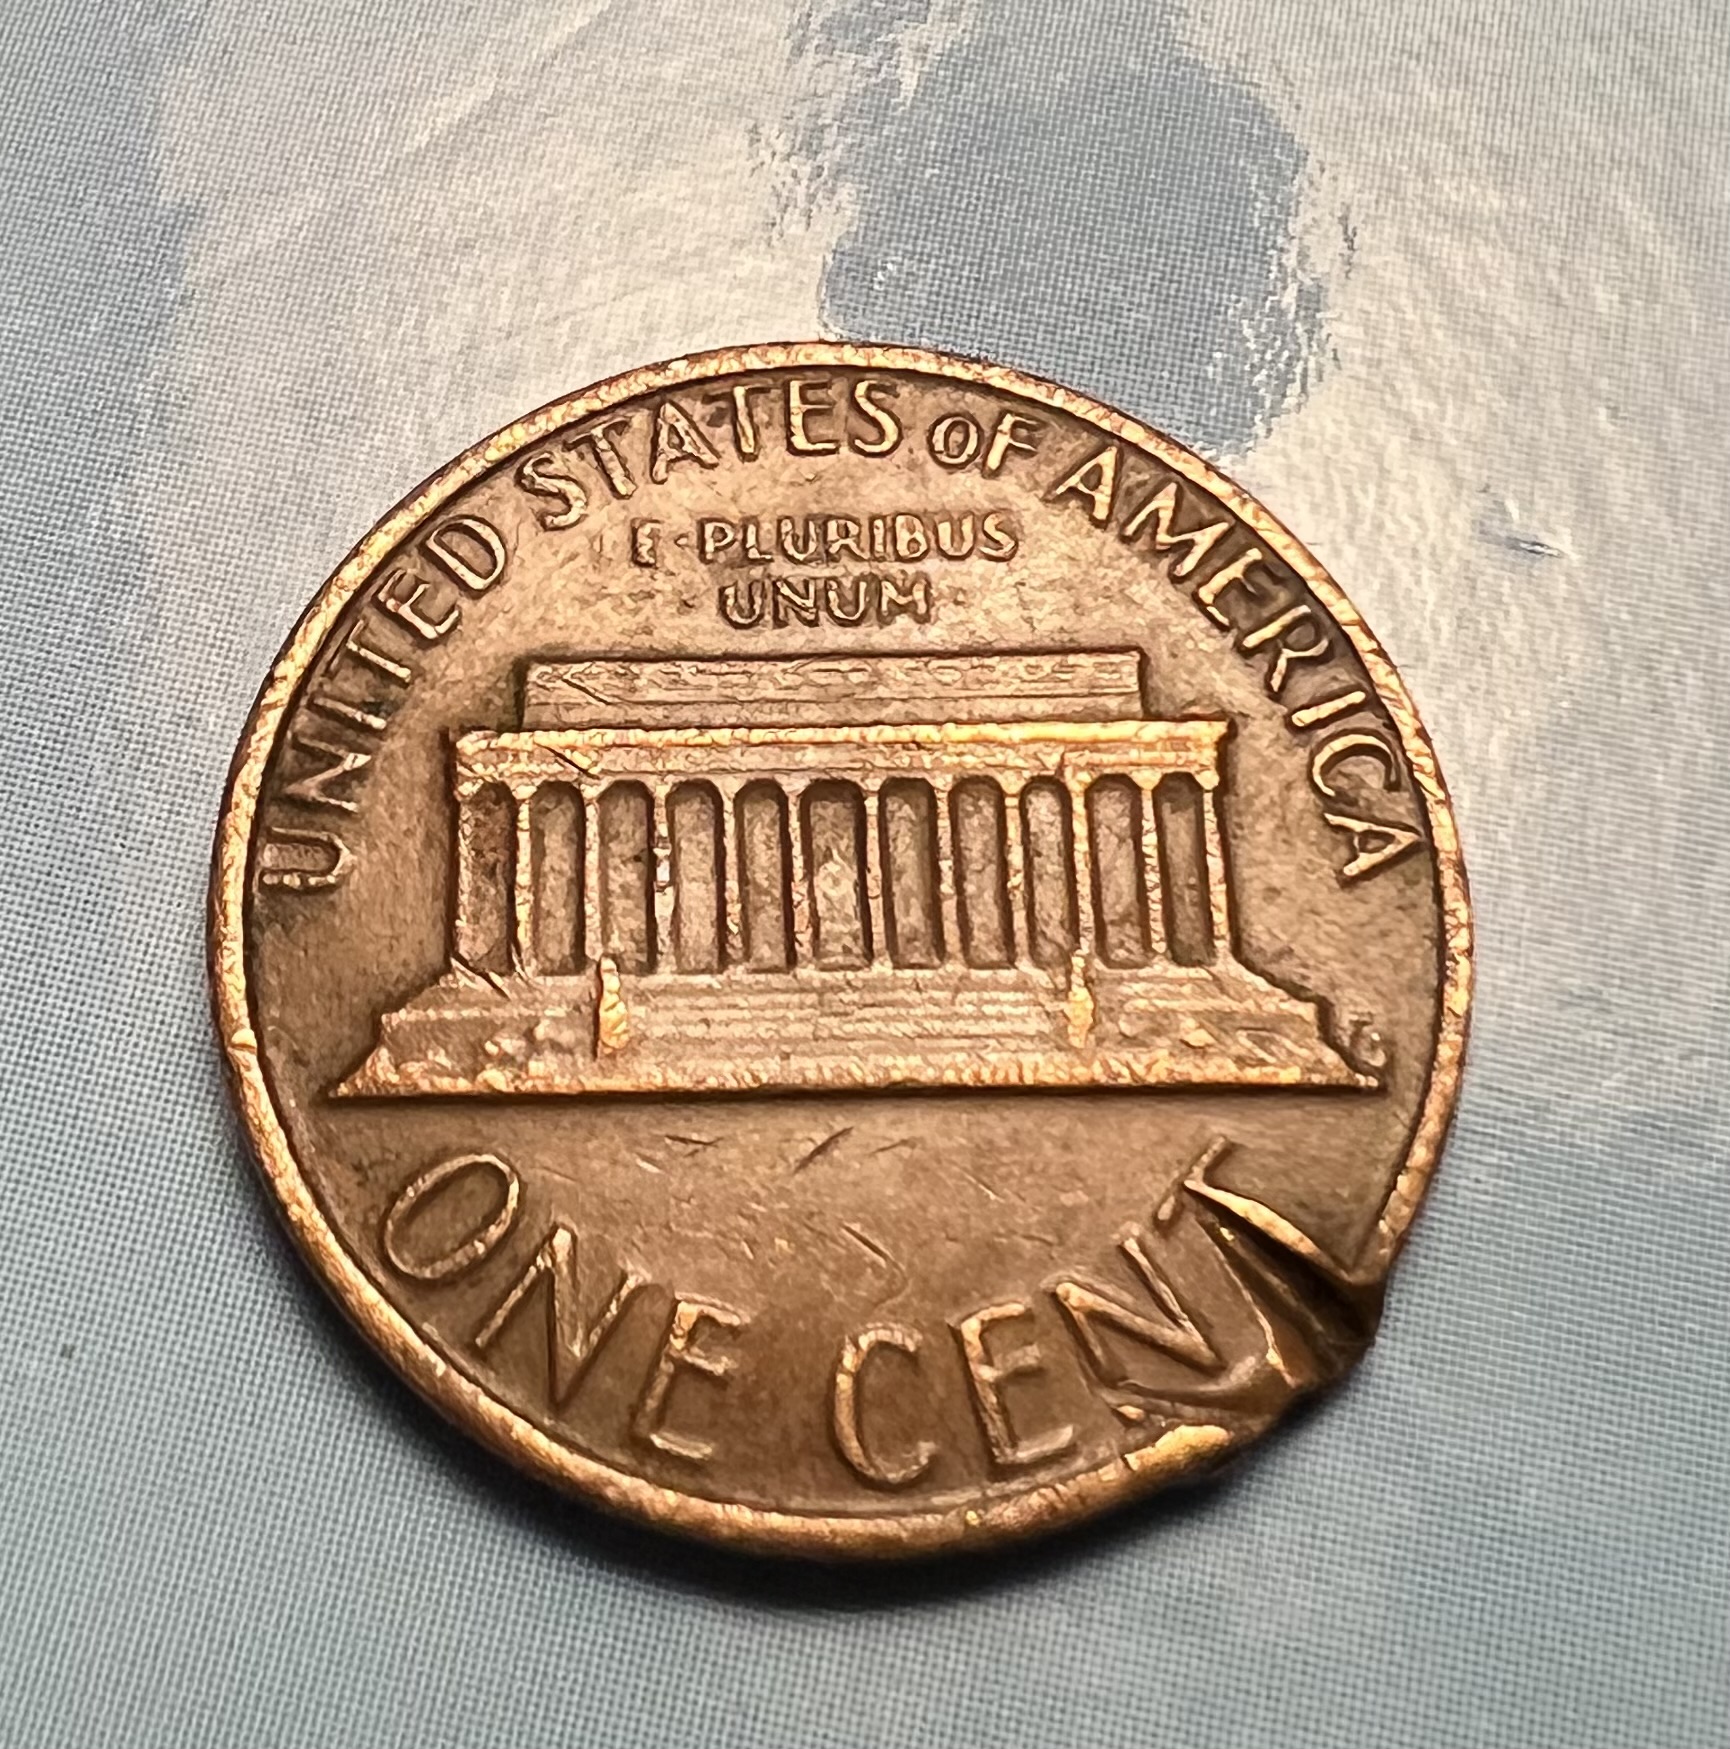 UNITED STATES OF AMERICA
E PLURIBUS
UNUM
ONE CENT